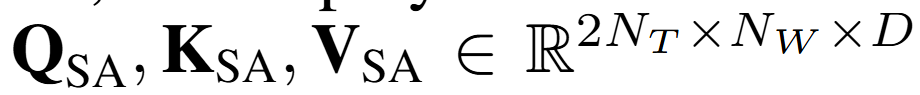 Q_SA, K_SA, V_SA ∈ ℝ^{2N_T × N_W × D}